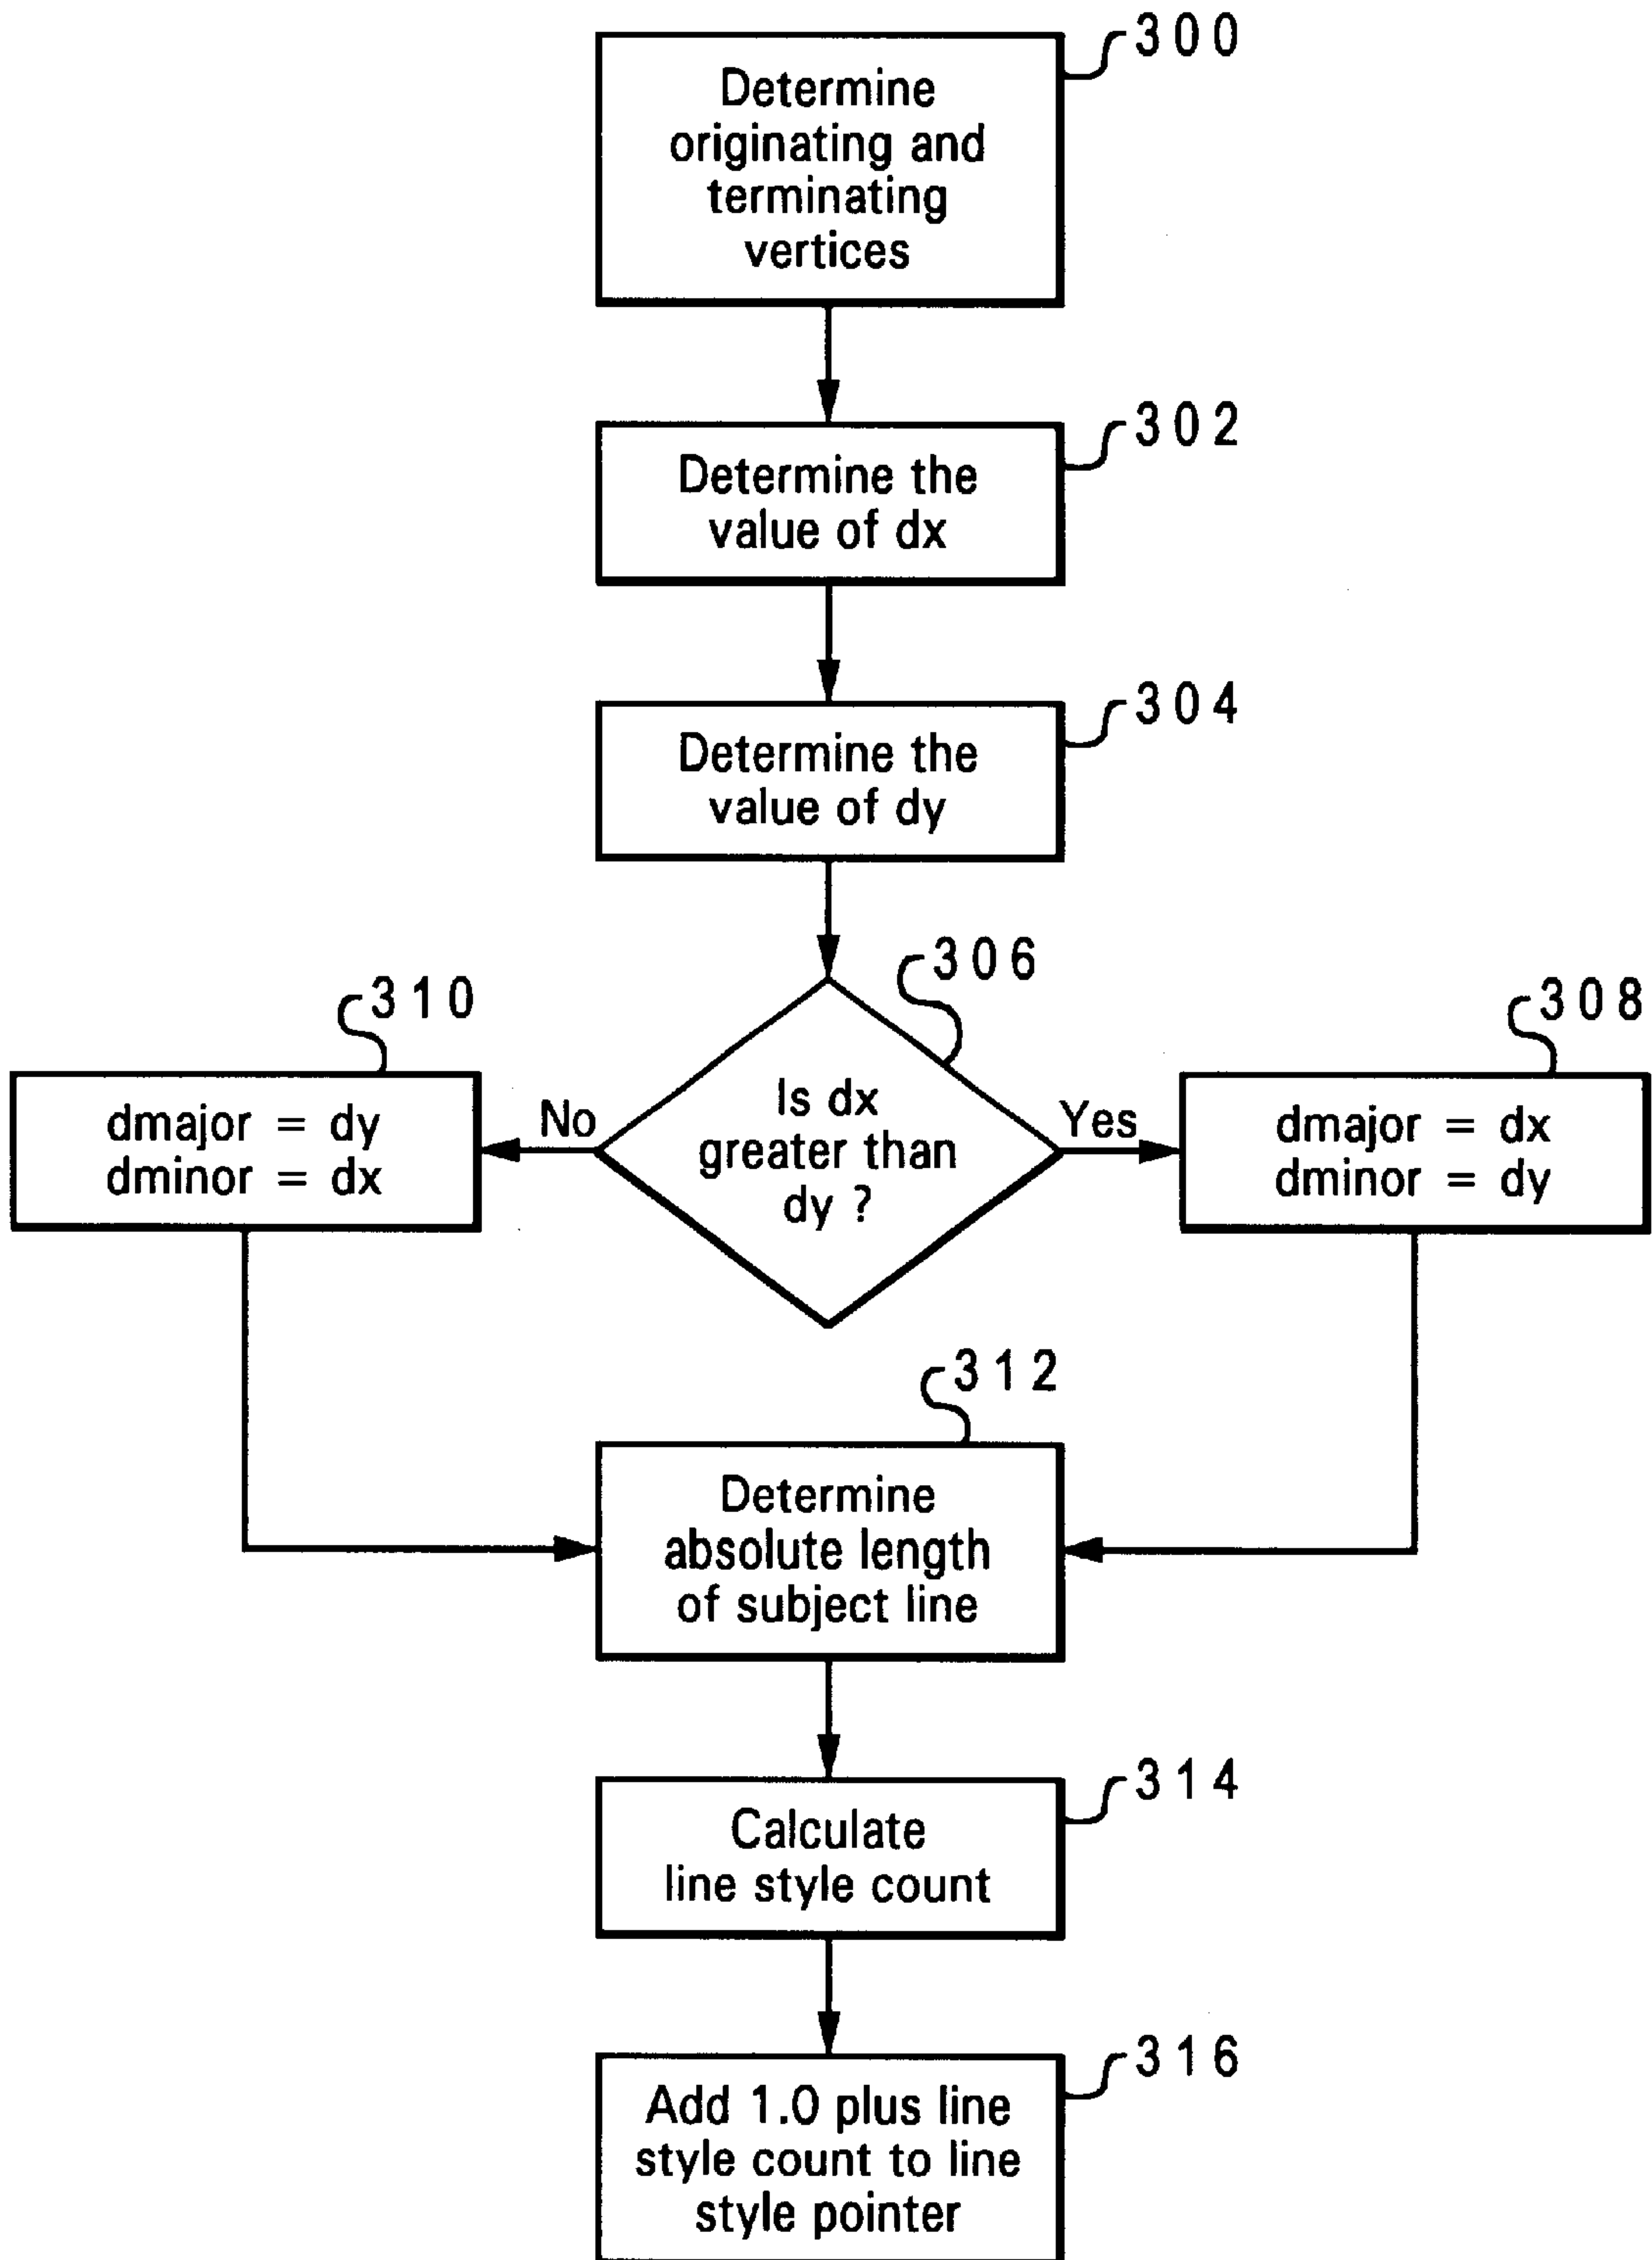 300
Determine
originating and
terminating
vertices
302
Determine the
value of dx
304
Determine the
value of dy
306
Is dx
greater than
dy ?
No
Yes
310
dmajor = dy
dminor = dx
308
dmajor = dx
dminor = dy
312
Determine
absolute length
of subject line
314
Calculate
line style count
316
Add 1.0 plus line
style count to line
style pointer